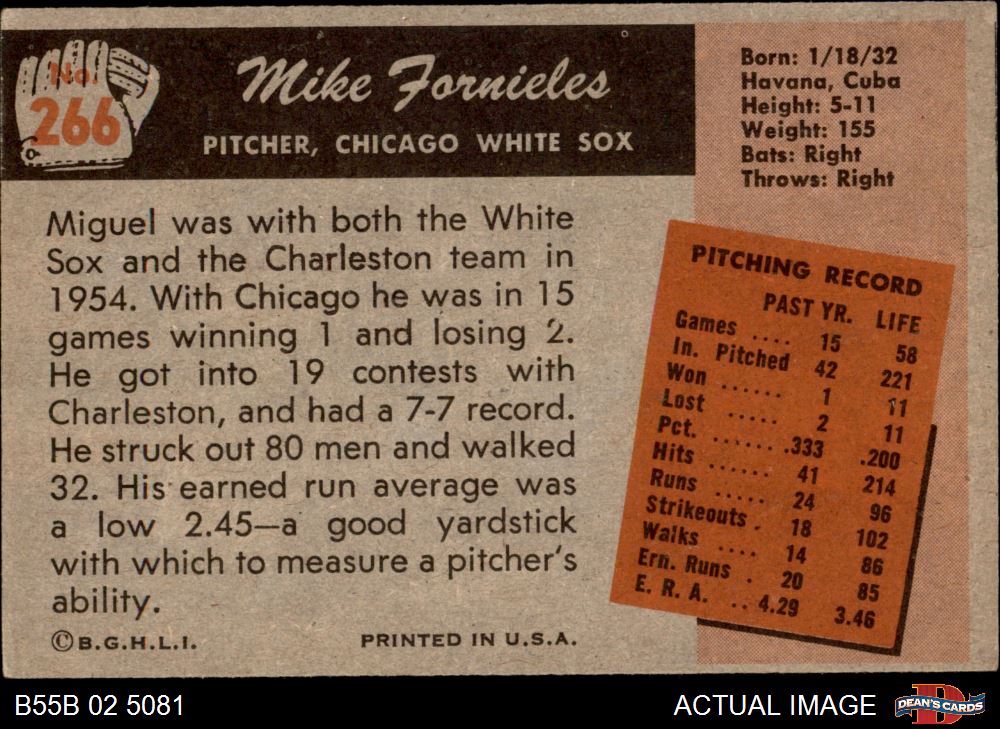 No.
266
Mike Fornieles
PITCHER, CHICAGO WHITE SOX
Born: 1/18/32
Havana, Cuba
Height: 5-11
Weight: 155
Bats: Right
Throws: Right
Miguel was with both the White
Sox and the Charleston team in
1954. With Chicago he was in 15
games winning 1 and losing 2.
He got into 19 contests with
Charleston, and had a 7-7 record.
He struck out 80 men and walked
32. His earned run average was
a low 2.45—a good yardstick
with which to measure a pitcher's
ability.
©B.G.H.L.I. PRINTED IN U.S.A.
PITCHING RECORD
PAST YR. LIFE
Games .... 15 58
In. Pitched 42 221
Won ...... 1 11
Lost ..... 2 11
Pct. ...... .333 .200
Hits ...... 41 214
Runs ..... 24 96
Strikeouts . 18 102
Walks .... 14 86
Ern. Runs . 20 85
E. R. A. .. 4.29 3.46
B55B 02 5081 ACTUAL IMAGE DEAN'S CARDS